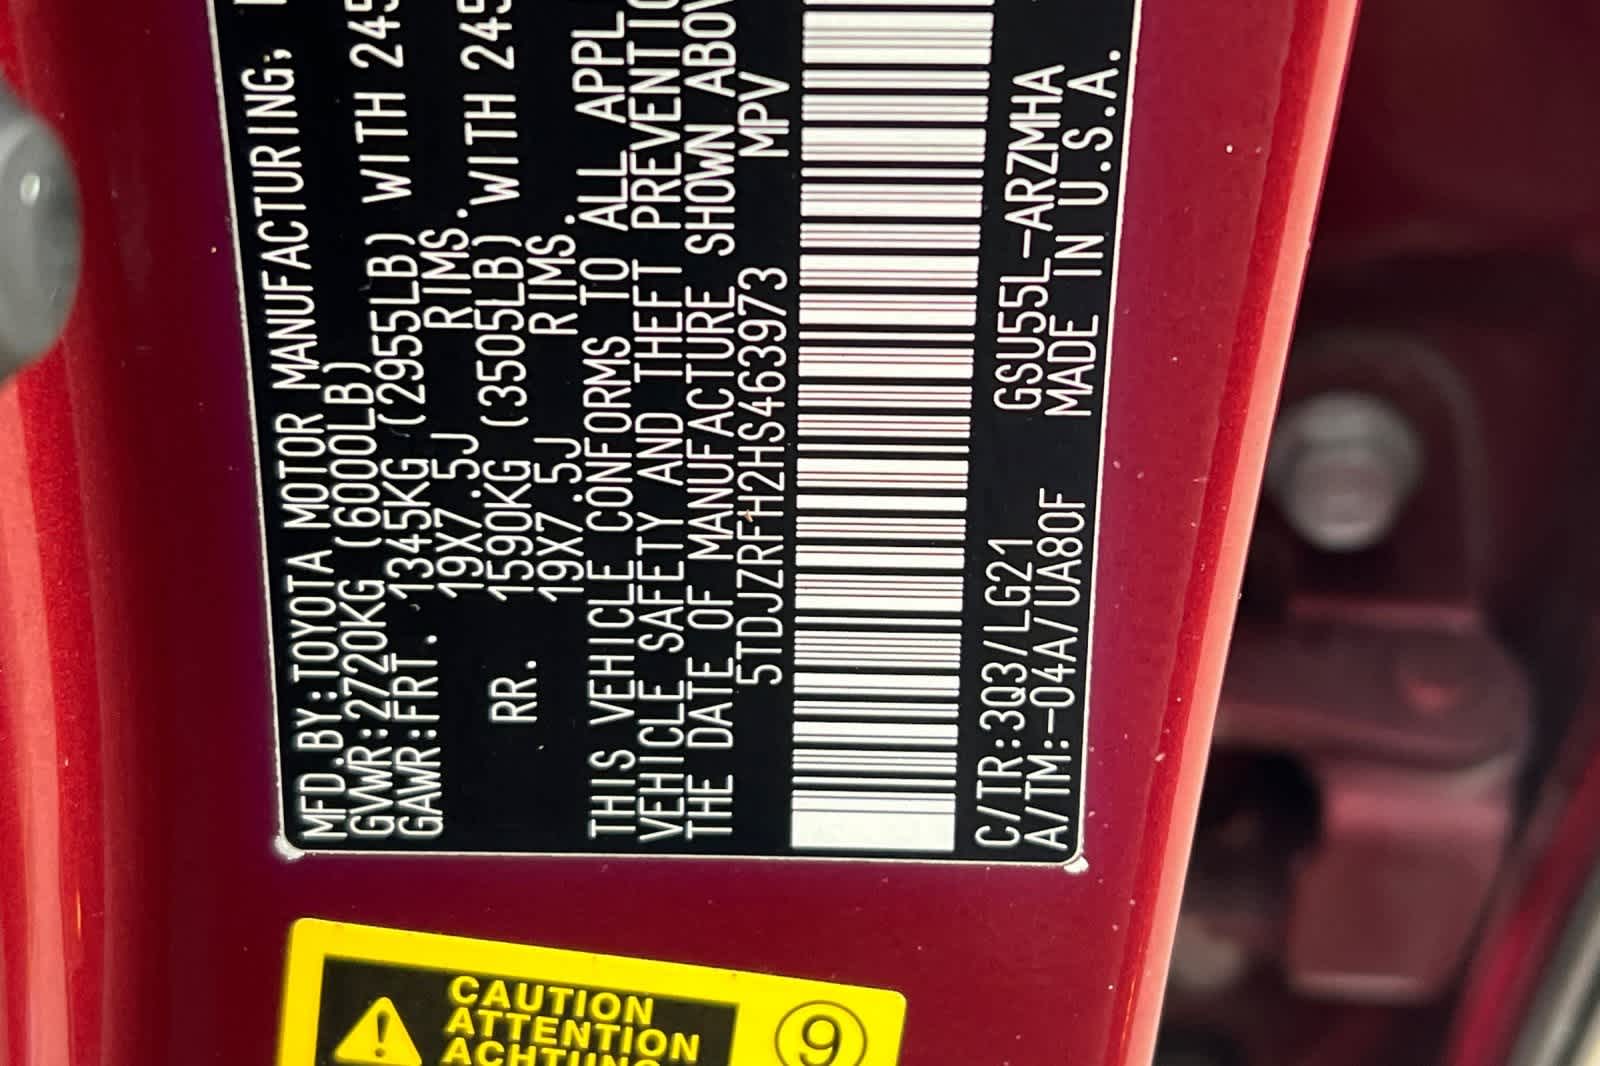 MFD.BY:TOYOTA MOTOR MANUFACTURING,
GVWR:2720KG (6000LB)
GAWR:FRT. 1345KG (2955LB) WITH 245
19X7.5J RIMS.
RR. 1590KG (3505LB) WITH 245
19X7.5J RIMS.
THIS VEHICLE CONFORMS TO ALL APPL
VEHICLE SAFETY AND THEFT PREVENTIO
THE DATE OF MANUFACTURE SHOWN ABOV
5TDJZRFH2HS463973 MPV
C/TR:3Q3/LG21 GSU55L-ARZMHA
A/TM:-04A/UA80F MADE IN U.S.A.
CAUTION
ATTENTION
ACHTUNG
9